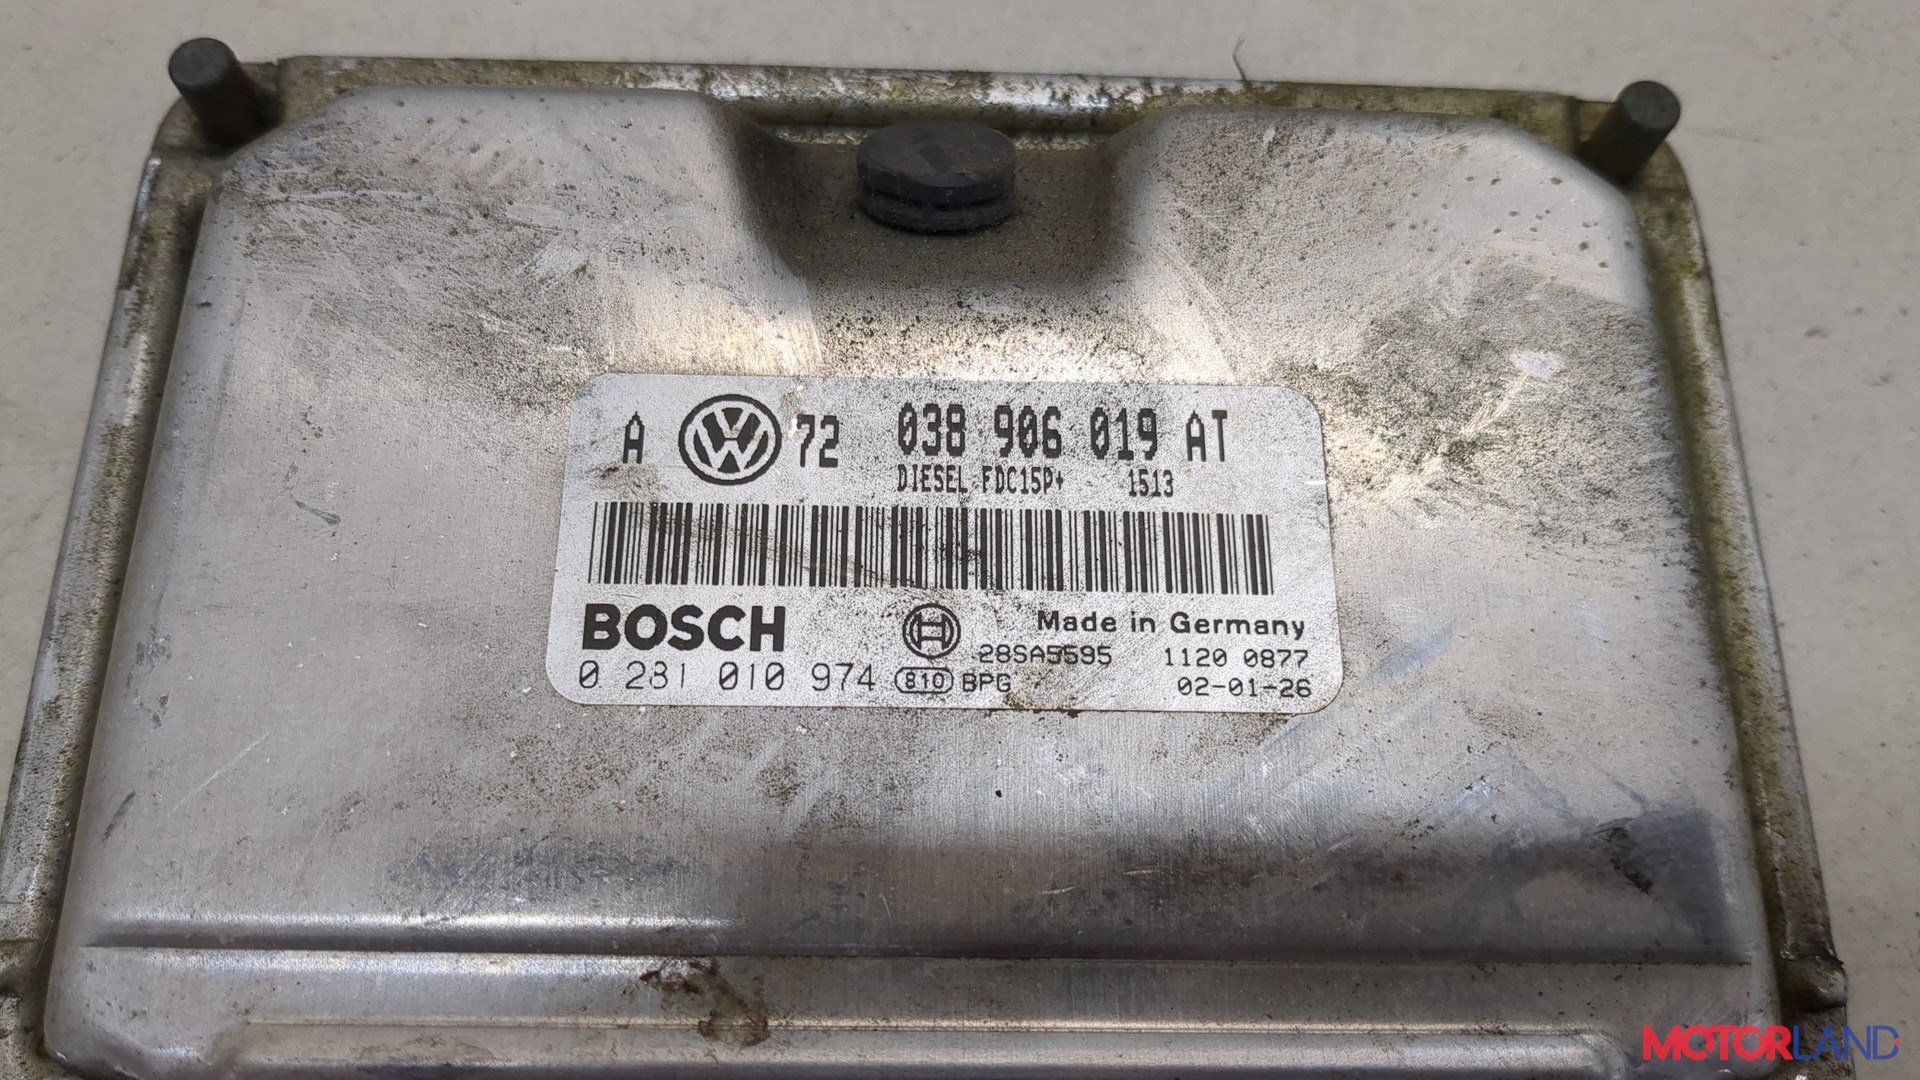 A 72 038 906 019 AT
DIESEL FDC15P+ 1513
BOSCH Made in Germany
28SA5595 1120 0877
0 281 010 974 810 BPG 02-01-26
MOTORLAND